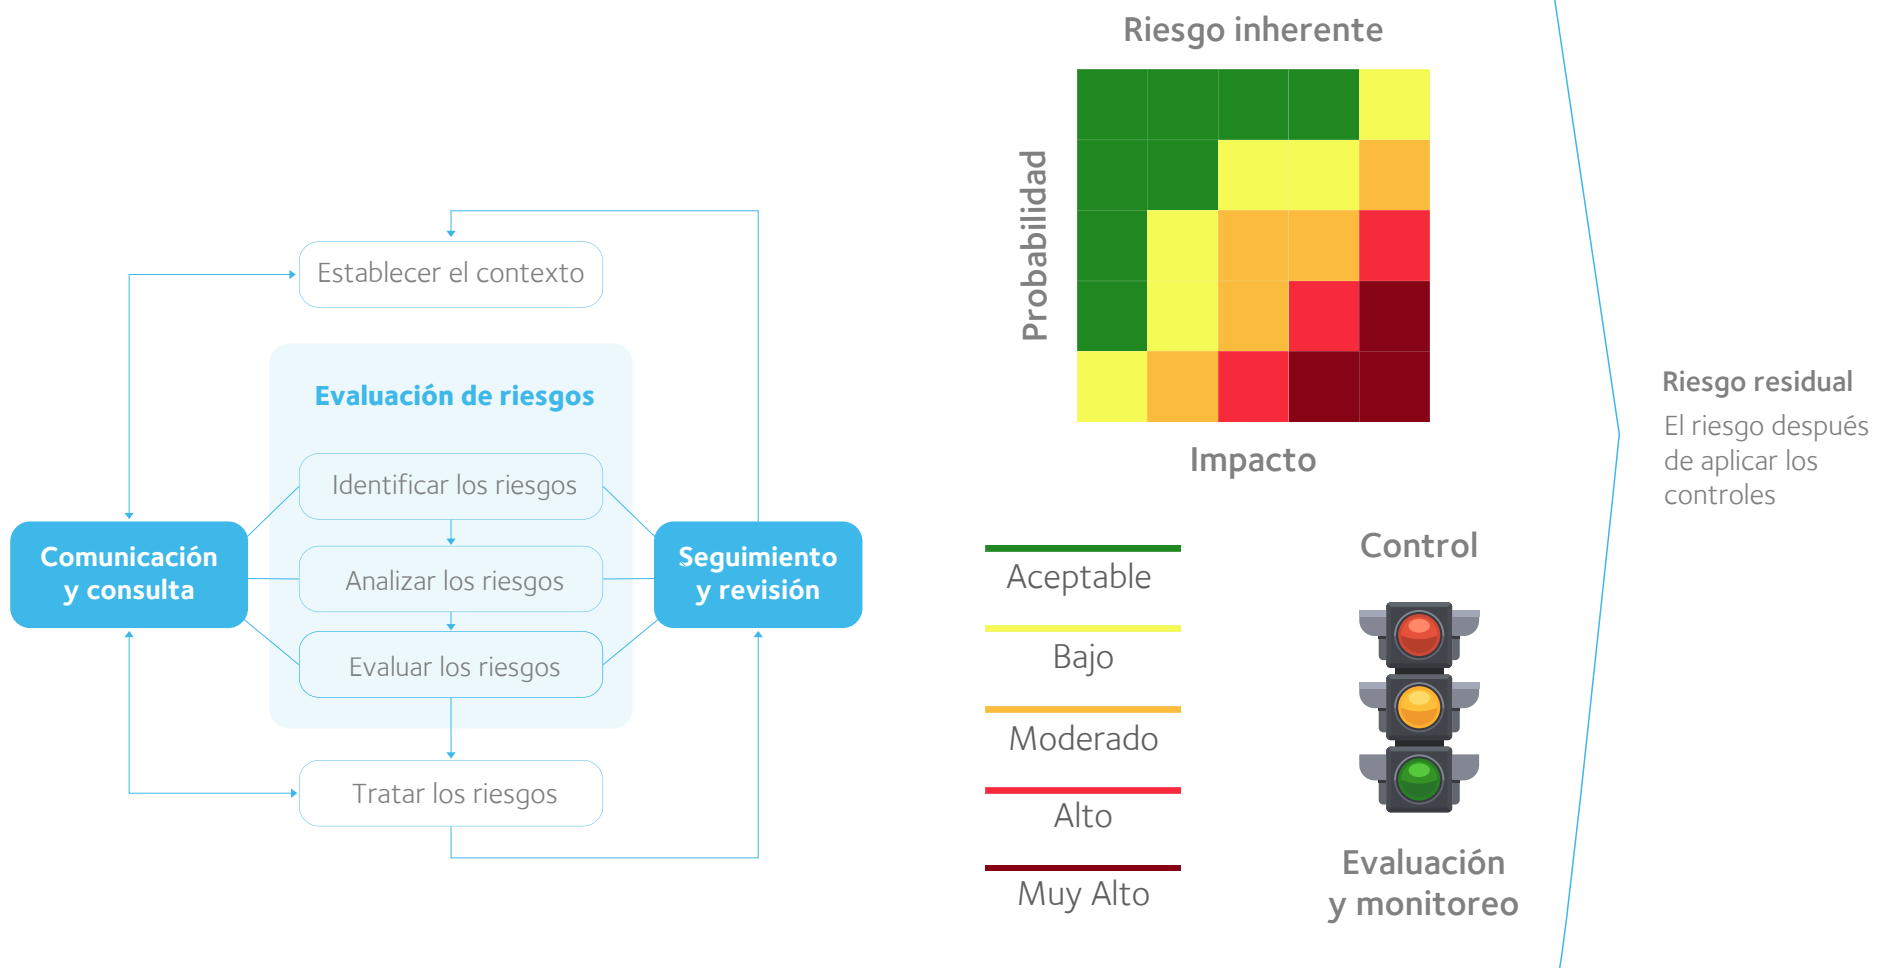 Establecer el contexto
Evaluación de riesgos
Identificar los riesgos
Comunicación
y consulta
Analizar los riesgos
Seguimiento
y revisión
Evaluar los riesgos
Tratar los riesgos
Riesgo inherente
Probabilidad
Impacto
Aceptable
Bajo
Moderado
Alto
Muy Alto
Control
Evaluación
y monitoreo
Riesgo residual
El riesgo después
de aplicar los
controles